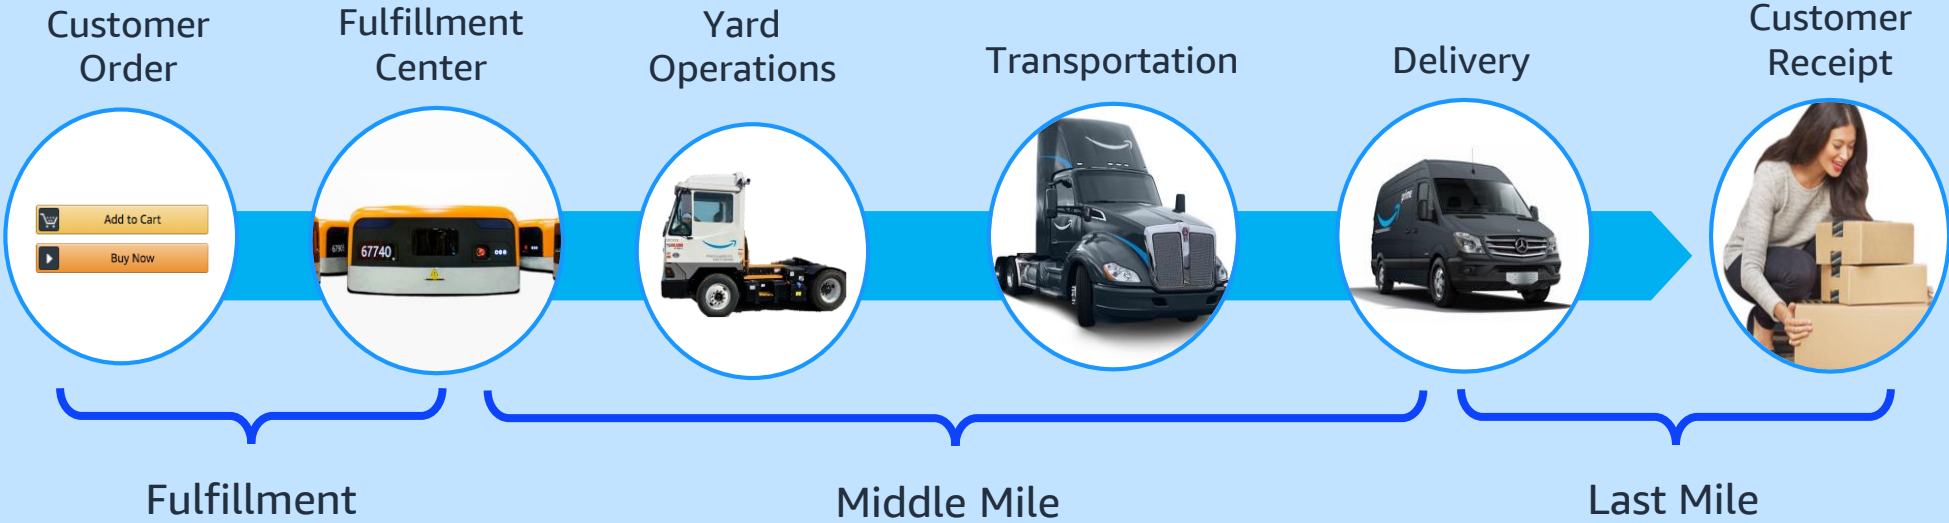 Customer
Order
Fulfillment
Center
Yard
Operations
Transportation
Delivery
Customer
Receipt
Add to Cart
Buy Now
67740
prime
Fulfillment
Middle Mile
Last Mile